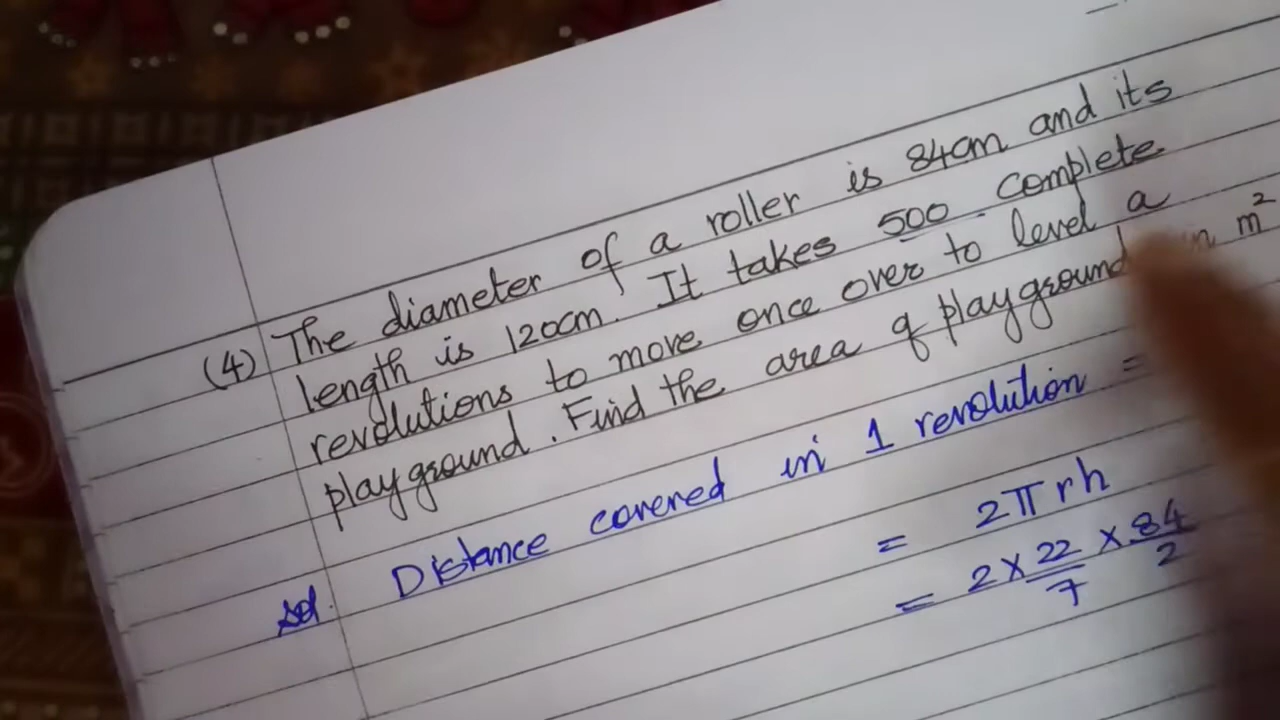 (4) The diameter of a roller is 84cm and its
length is 120cm. It takes 500 complete
revolutions to move once over to level a
playground. Find the area of playground in m²
Sol. Distance covered in 1 revolution =
= 2πrh
= 2 × 22/7 × 84/2